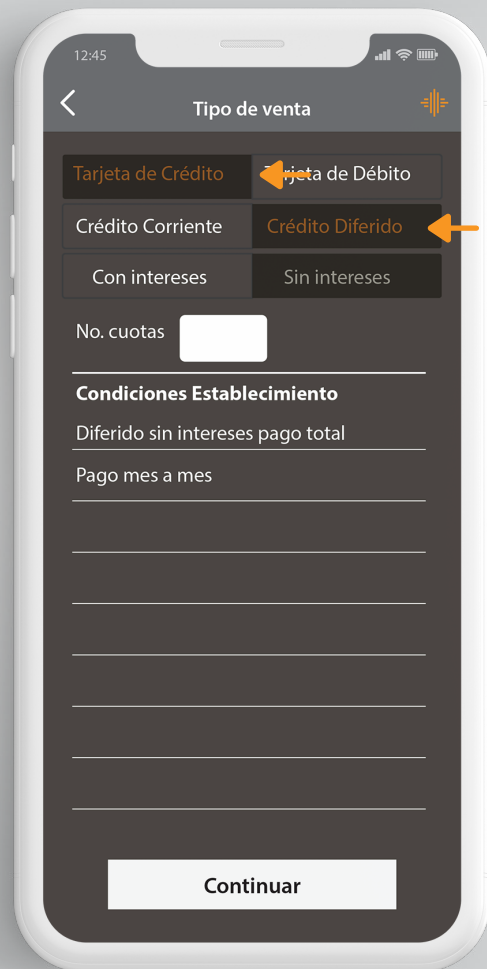 12:45
Tipo de venta
Tarjeta de Crédito Tarjeta de Débito
Crédito Corriente Crédito Diferido
Con intereses Sin intereses
No. cuotas
Condiciones Establecimiento
Diferido sin intereses pago total
Pago mes a mes
Continuar